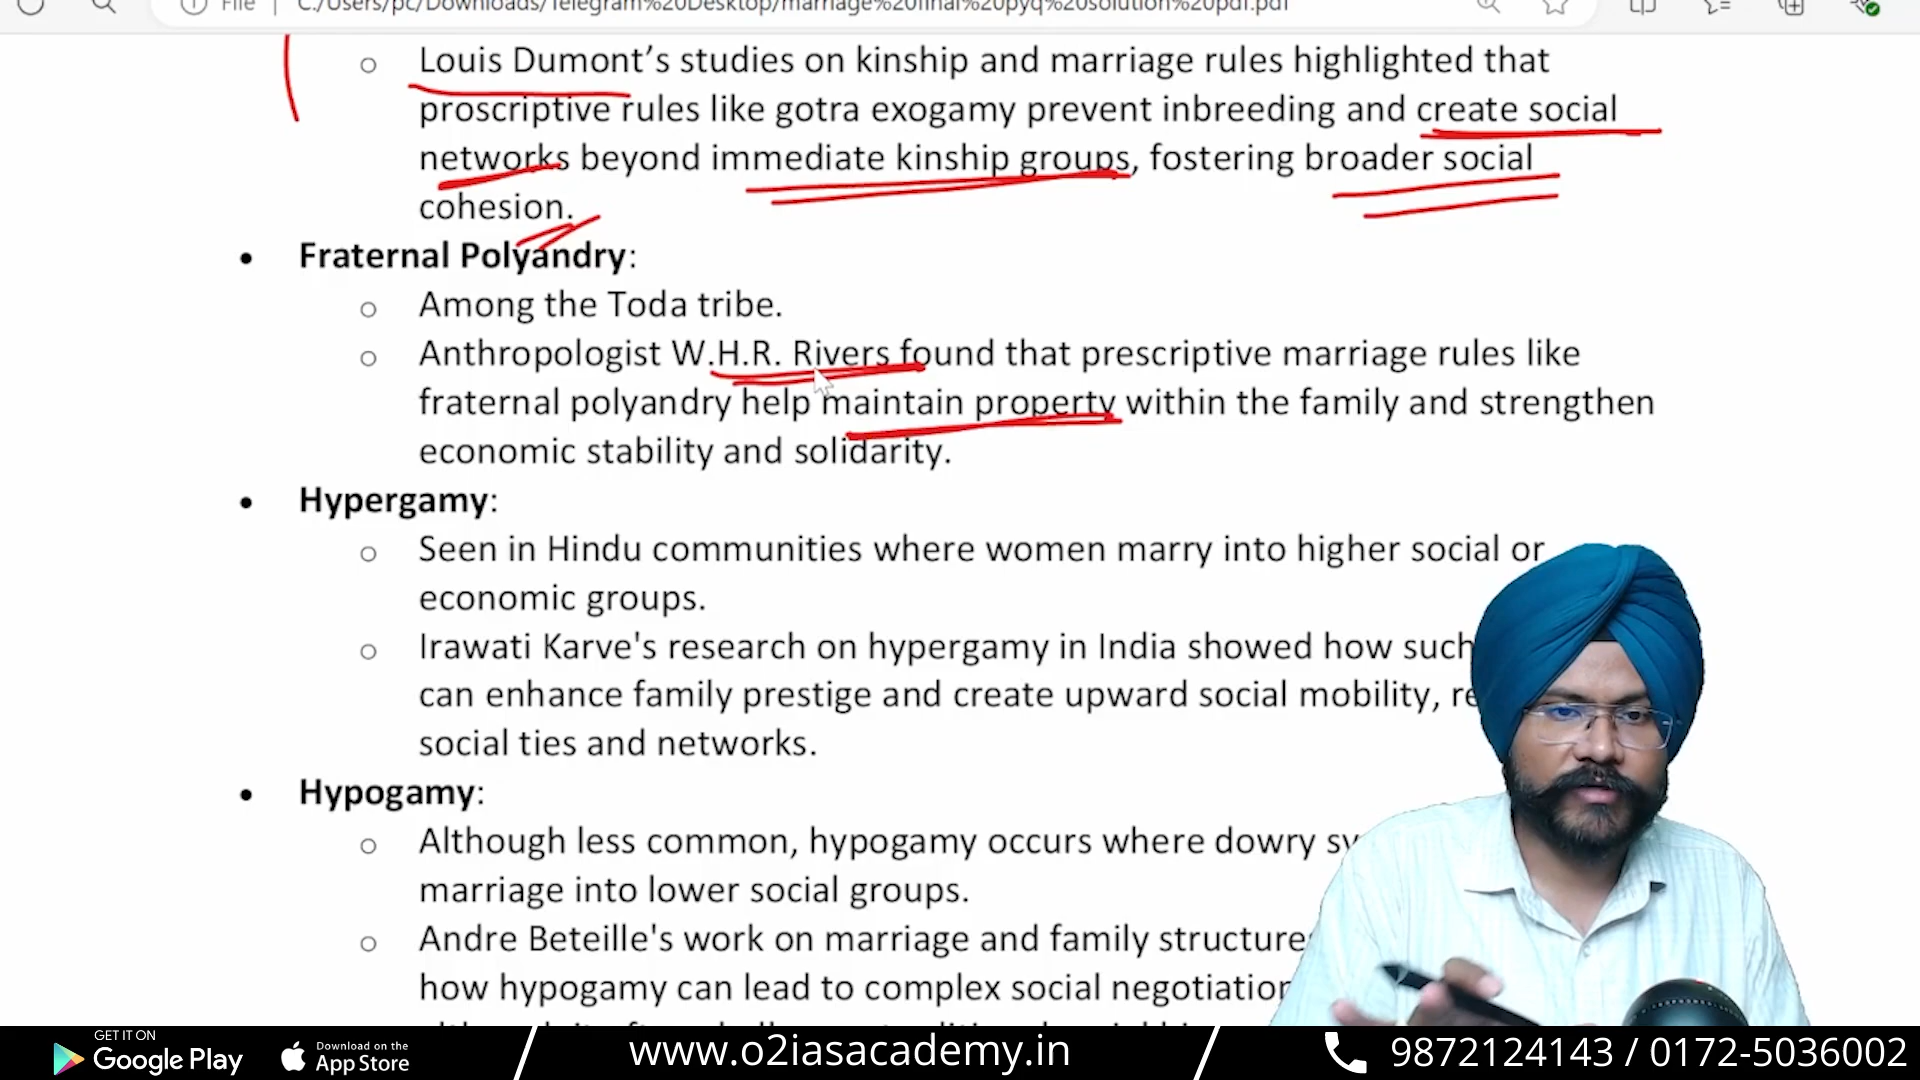 File | C:/Users/pc/Downloads/Telegram%20Desktop/marriage%20final%20pyq%20solution%20pdf.pdf
○ Louis Dumont’s studies on kinship and marriage rules highlighted that
proscriptive rules like gotra exogamy prevent inbreeding and create social
networks beyond immediate kinship groups, fostering broader social
cohesion.
• Fraternal Polyandry:
○ Among the Toda tribe.
○ Anthropologist W.H.R. Rivers found that prescriptive marriage rules like
fraternal polyandry help maintain property within the family and strengthen
economic stability and solidarity.
• Hypergamy:
○ Seen in Hindu communities where women marry into higher social or
economic groups.
○ Irawati Karve's research on hypergamy in India showed how such
can enhance family prestige and create upward social mobility,
social ties and networks.
• Hypogamy:
○ Although less common, hypogamy occurs where dowry
marriage into lower social groups.
○ Andre Beteille's work on marriage and family structures
how hypogamy can lead to complex social negotiation
GET IT ON
Google Play
Download on the
App Store
www.o2iasacademy.in
9872124143 / 0172-5036002